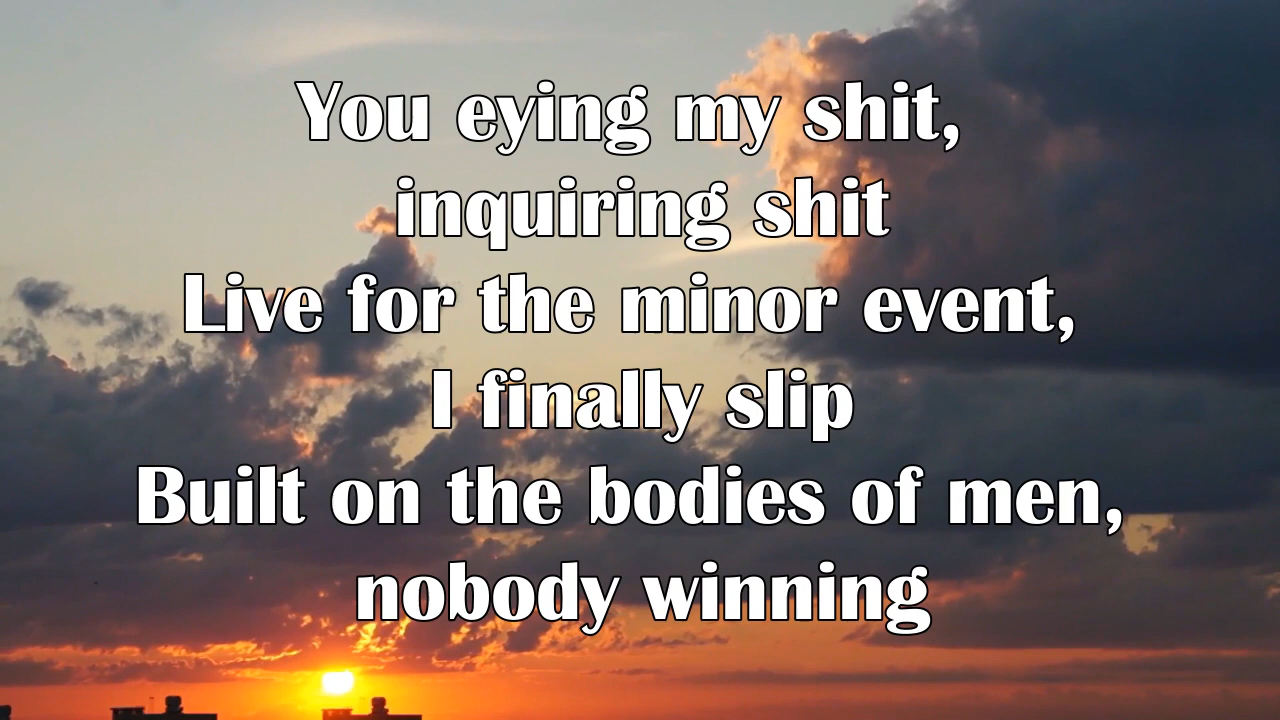 You eying my shit,
inquiring shit
Live for the minor event,
I finally slip
Built on the bodies of men,
nobody winning